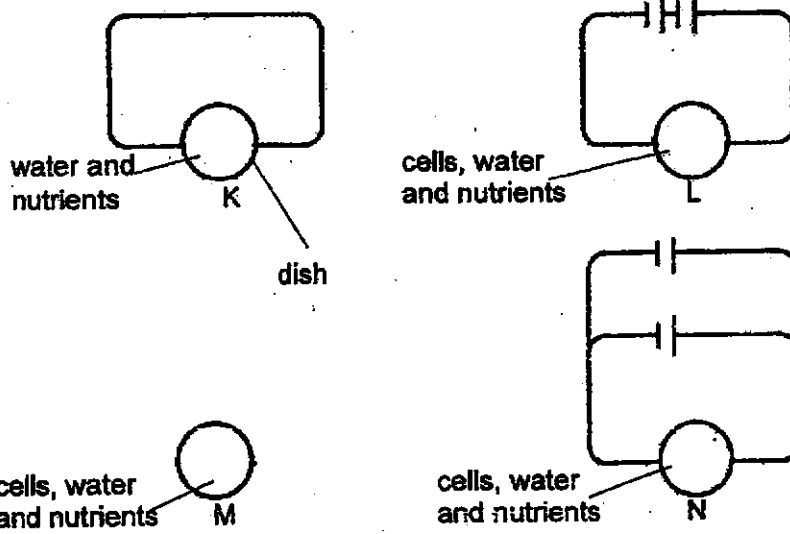 water and
nutrients
K
dish
cells, water
and nutrients
L
cells, water
and nutrients
M
cells, water
and nutrients
N